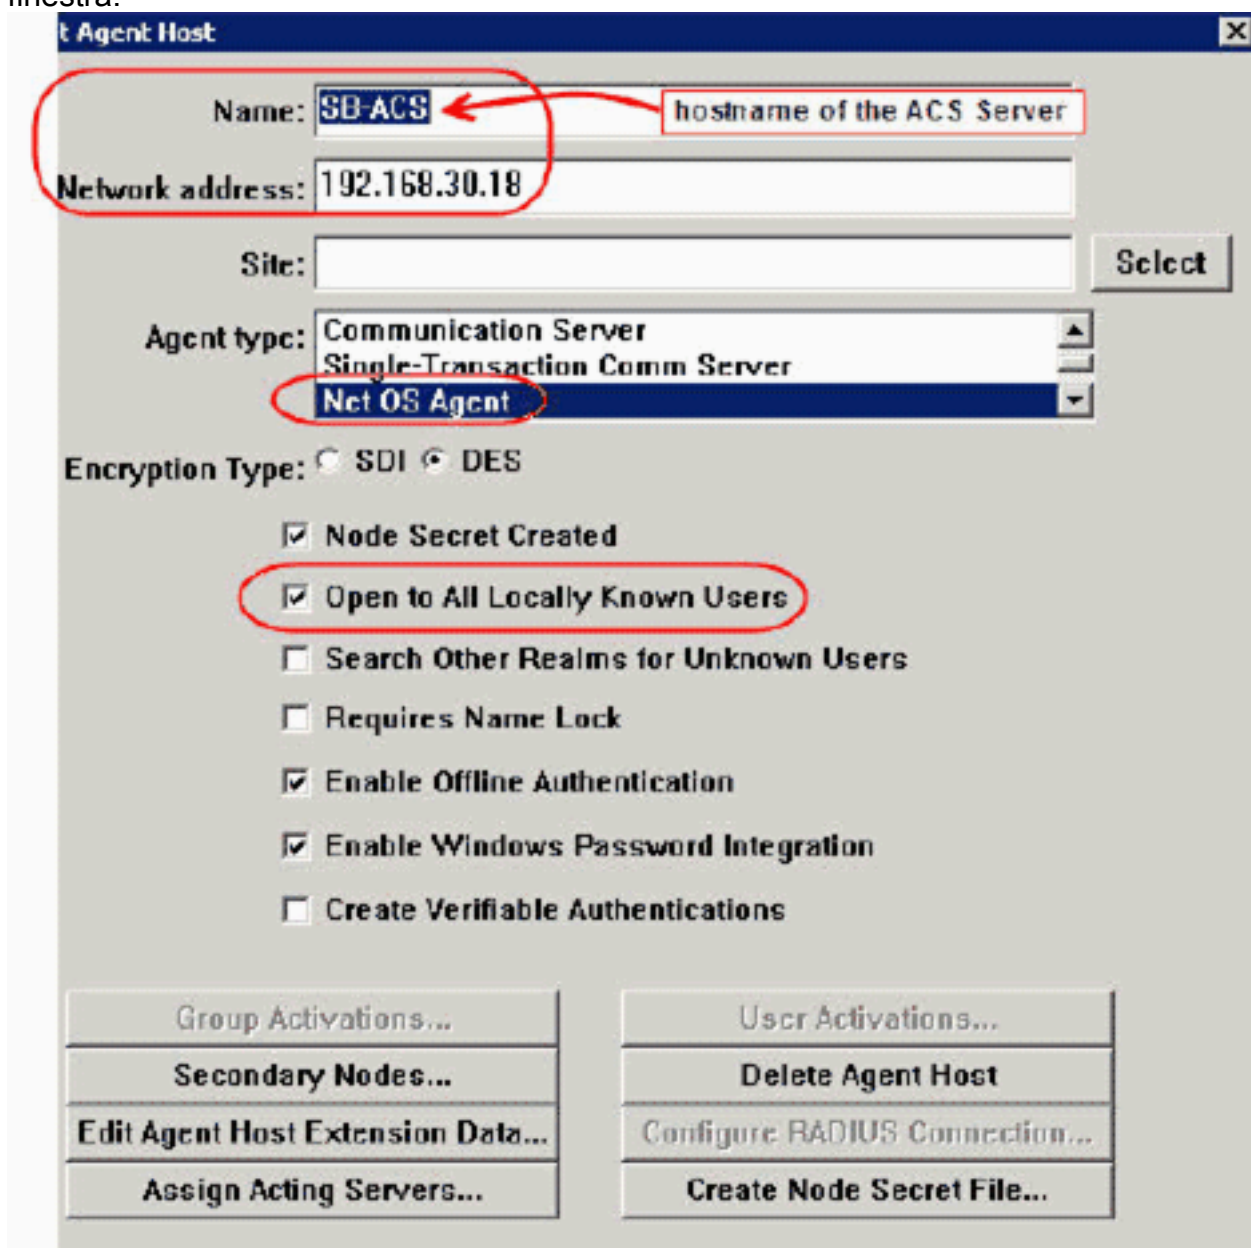 finestra.
t Agent Host
Name: SB-ACS hostname of the ACS Server
Network address: 192.168.30.18
Site: Select
Agent type: Communication Server
Single-Transaction Comm Server
Net OS Agent
Encryption Type: SDI DES
Node Secret Created
Open to All Locally Known Users
Search Other Realms for Unknown Users
Requires Name Lock
Enable Offline Authentication
Enable Windows Password Integration
Create Verifiable Authentications
Group Activations... User Activations...
Secondary Nodes... Delete Agent Host
Edit Agent Host Extension Data... Configure RADIUS Connection...
Assign Acting Servers... Create Node Secret File...